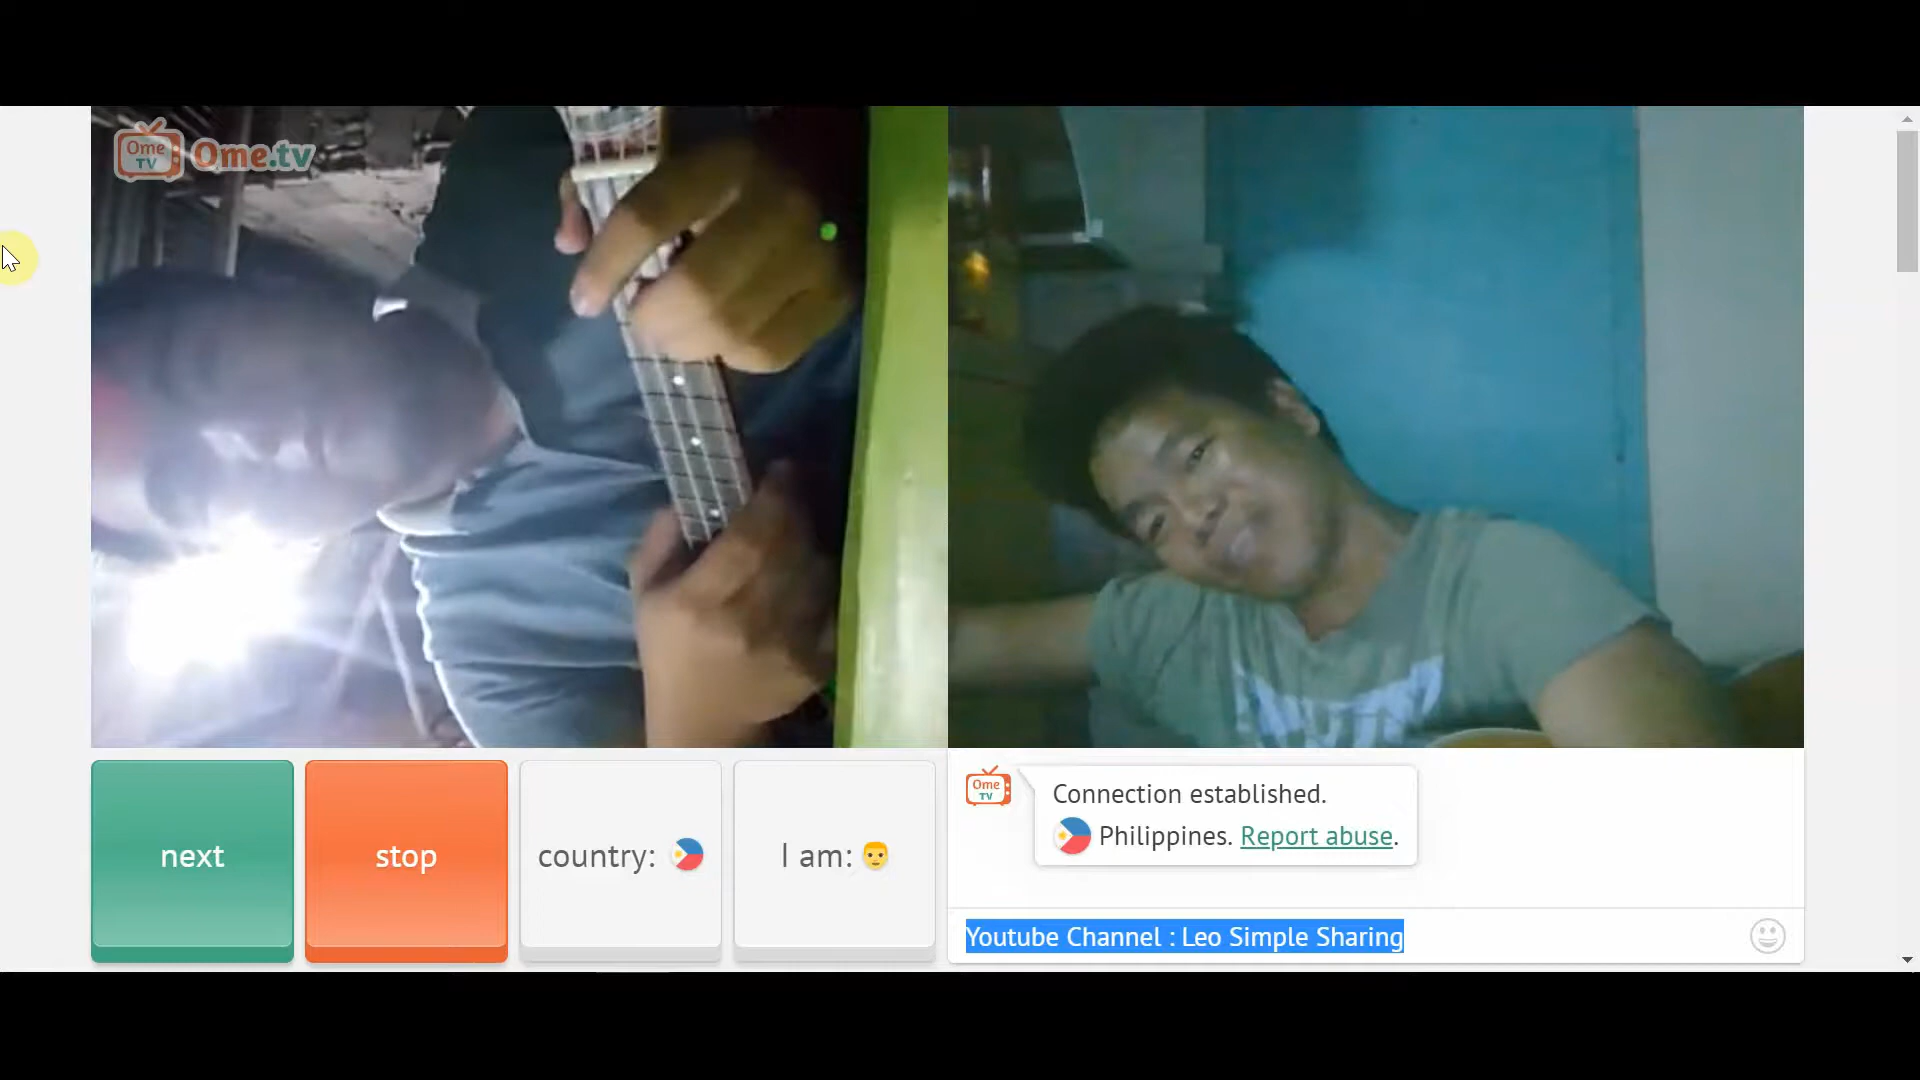 Ome TV Ome.tv
next
stop
country:
I am:
Ome TV
Connection established.
Philippines. Report abuse.
Youtube Channel : Leo Simple Sharing